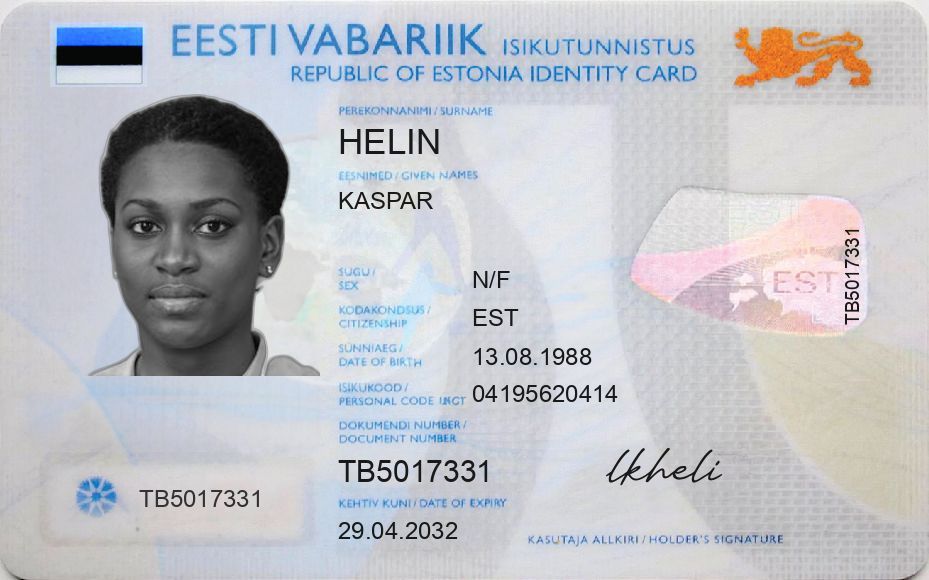 EESTI VABARIIK ISIKUTUNNISTUS
REPUBLIC OF ESTONIA IDENTITY CARD
PEREKONNANIMI / SURNAME
HELIN
EESNIMED / GIVEN NAMES
KASPAR
SUGU /
SEX
N/F
KODAKONDSUS /
CITIZENSHIP
EST
SÜNNIAEG /
DATE OF BIRTH
13.08.1988
ISIKUKOOD /
PERSONAL CODE
04195620414
DOKUMENDI NUMBER /
DOCUMENT NUMBER
TB5017331
KEHTIV KUNI / DATE OF EXPIRY
29.04.2032
TB5017331
EST
TB5017331
lkheli
KASUTAJA ALLKIRI / HOLDER'S SIGNATURE